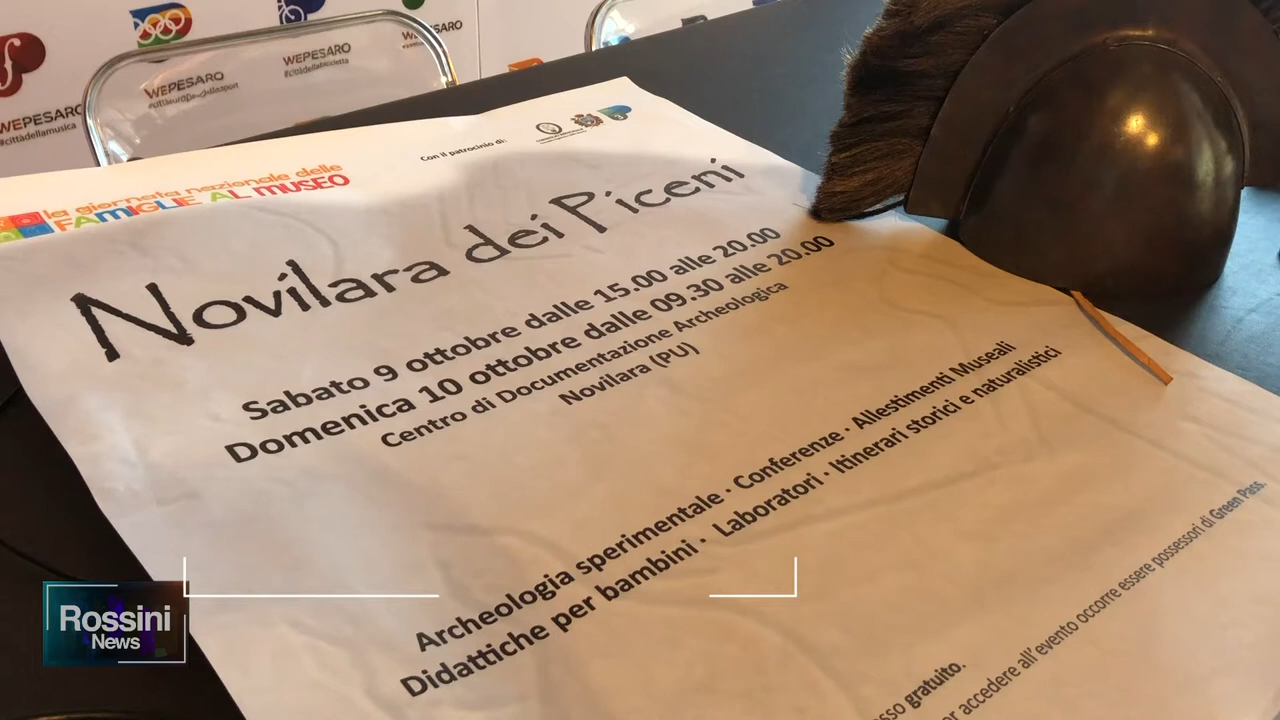 WEPESARO
#cittàdellabicicletta
WEPESARO
#cittàeuropeadellosport
WEPESARO
#cittàdellamusica
Con il patrocinio di:
la giornata nazionale delle
FAMIGLIE AL MUSEO
Novilara dei Piceni
Sabato 9 ottobre dalle 15.00 alle 20.00
Domenica 10 ottobre dalle 09.30 alle 20.00
Centro di Documentazione Archeologica
Novilara (PU)
Archeologia sperimentale · Conferenze · Allestimenti Museali
Didattiche per bambini · Laboratori · Itinerari storici e naturalistici
gratuito.
accedere all'evento occorre essere possessori di Green Pass.
Rossini
News